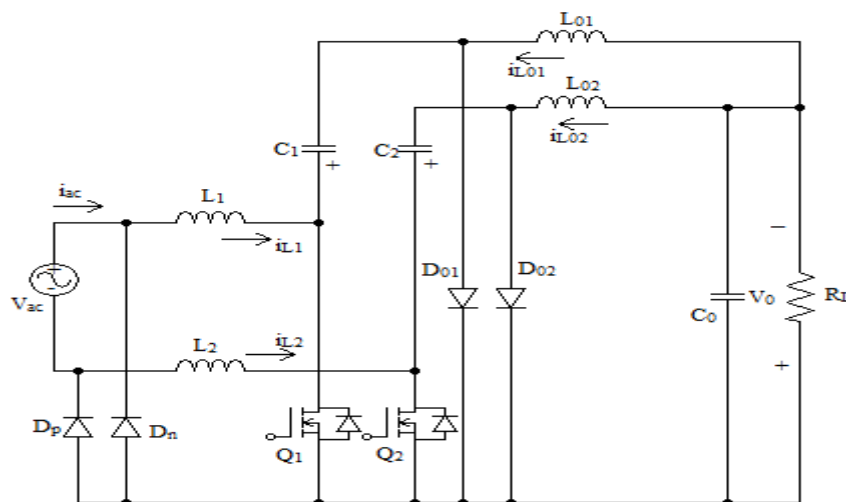 L01
iL01
L02
iL02
C1
+
C2
+
iac
L1
iL1
+
-
Vac
D01
D02
−
C0
V0
+
L2
iL2
Dp
Dn
Q1
Q2